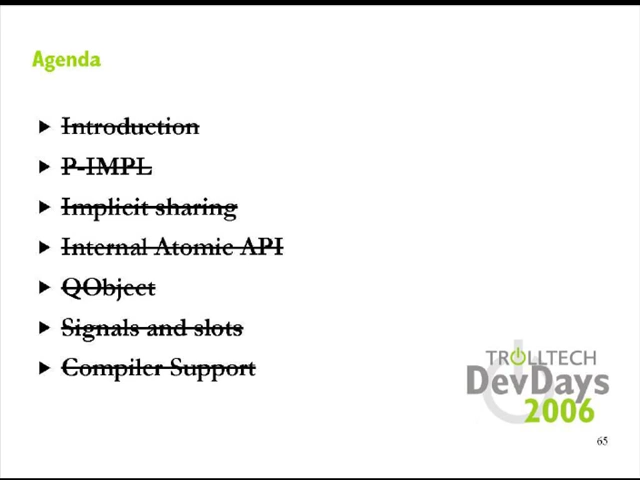 Agenda
Introduction
P-IMPL
Implicit sharing
Internal Atomic API
QObject
Signals and slots
Compiler Support
TROLLTECH
DevDays
2006
65